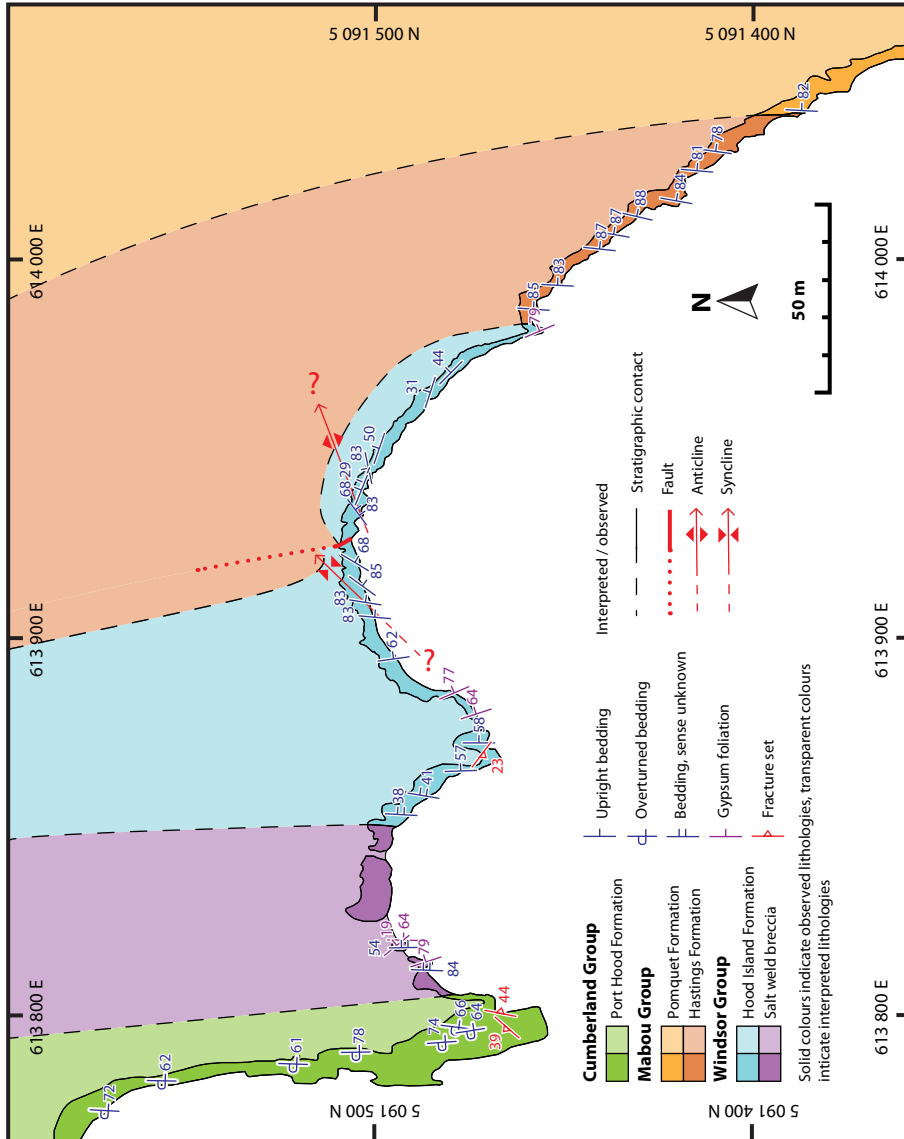 5 091 500 N
5 091 400 N
614 000 E
613 900 E
613 800 E
5 091 500 N
5 091 400 N
614 000 E
613 900 E
613 800 E
72
62
61
78
74
66
64
39
44
84
79
54
19
64
38
41
57
58
23
64
77
62
?
83
83
85
68
68
29
83
83
50
?
31
44
79
85
83
87
87
88
84
81
78
82
N
50 m
Cumberland Group
Port Hood Formation
Mabou Group
Pomquet Formation
Hastings Formation
Windsor Group
Hood Island Formation
Salt weld breccia
Upright bedding
Overturned bedding
Bedding, sense unknown
Gypsum foliation
Fracture set
Interpreted / observed
Stratigraphic contact
Fault
Anticline
Syncline
Solid colours indicate observed lithologies, transparent colours
inticate interpreted lithologies